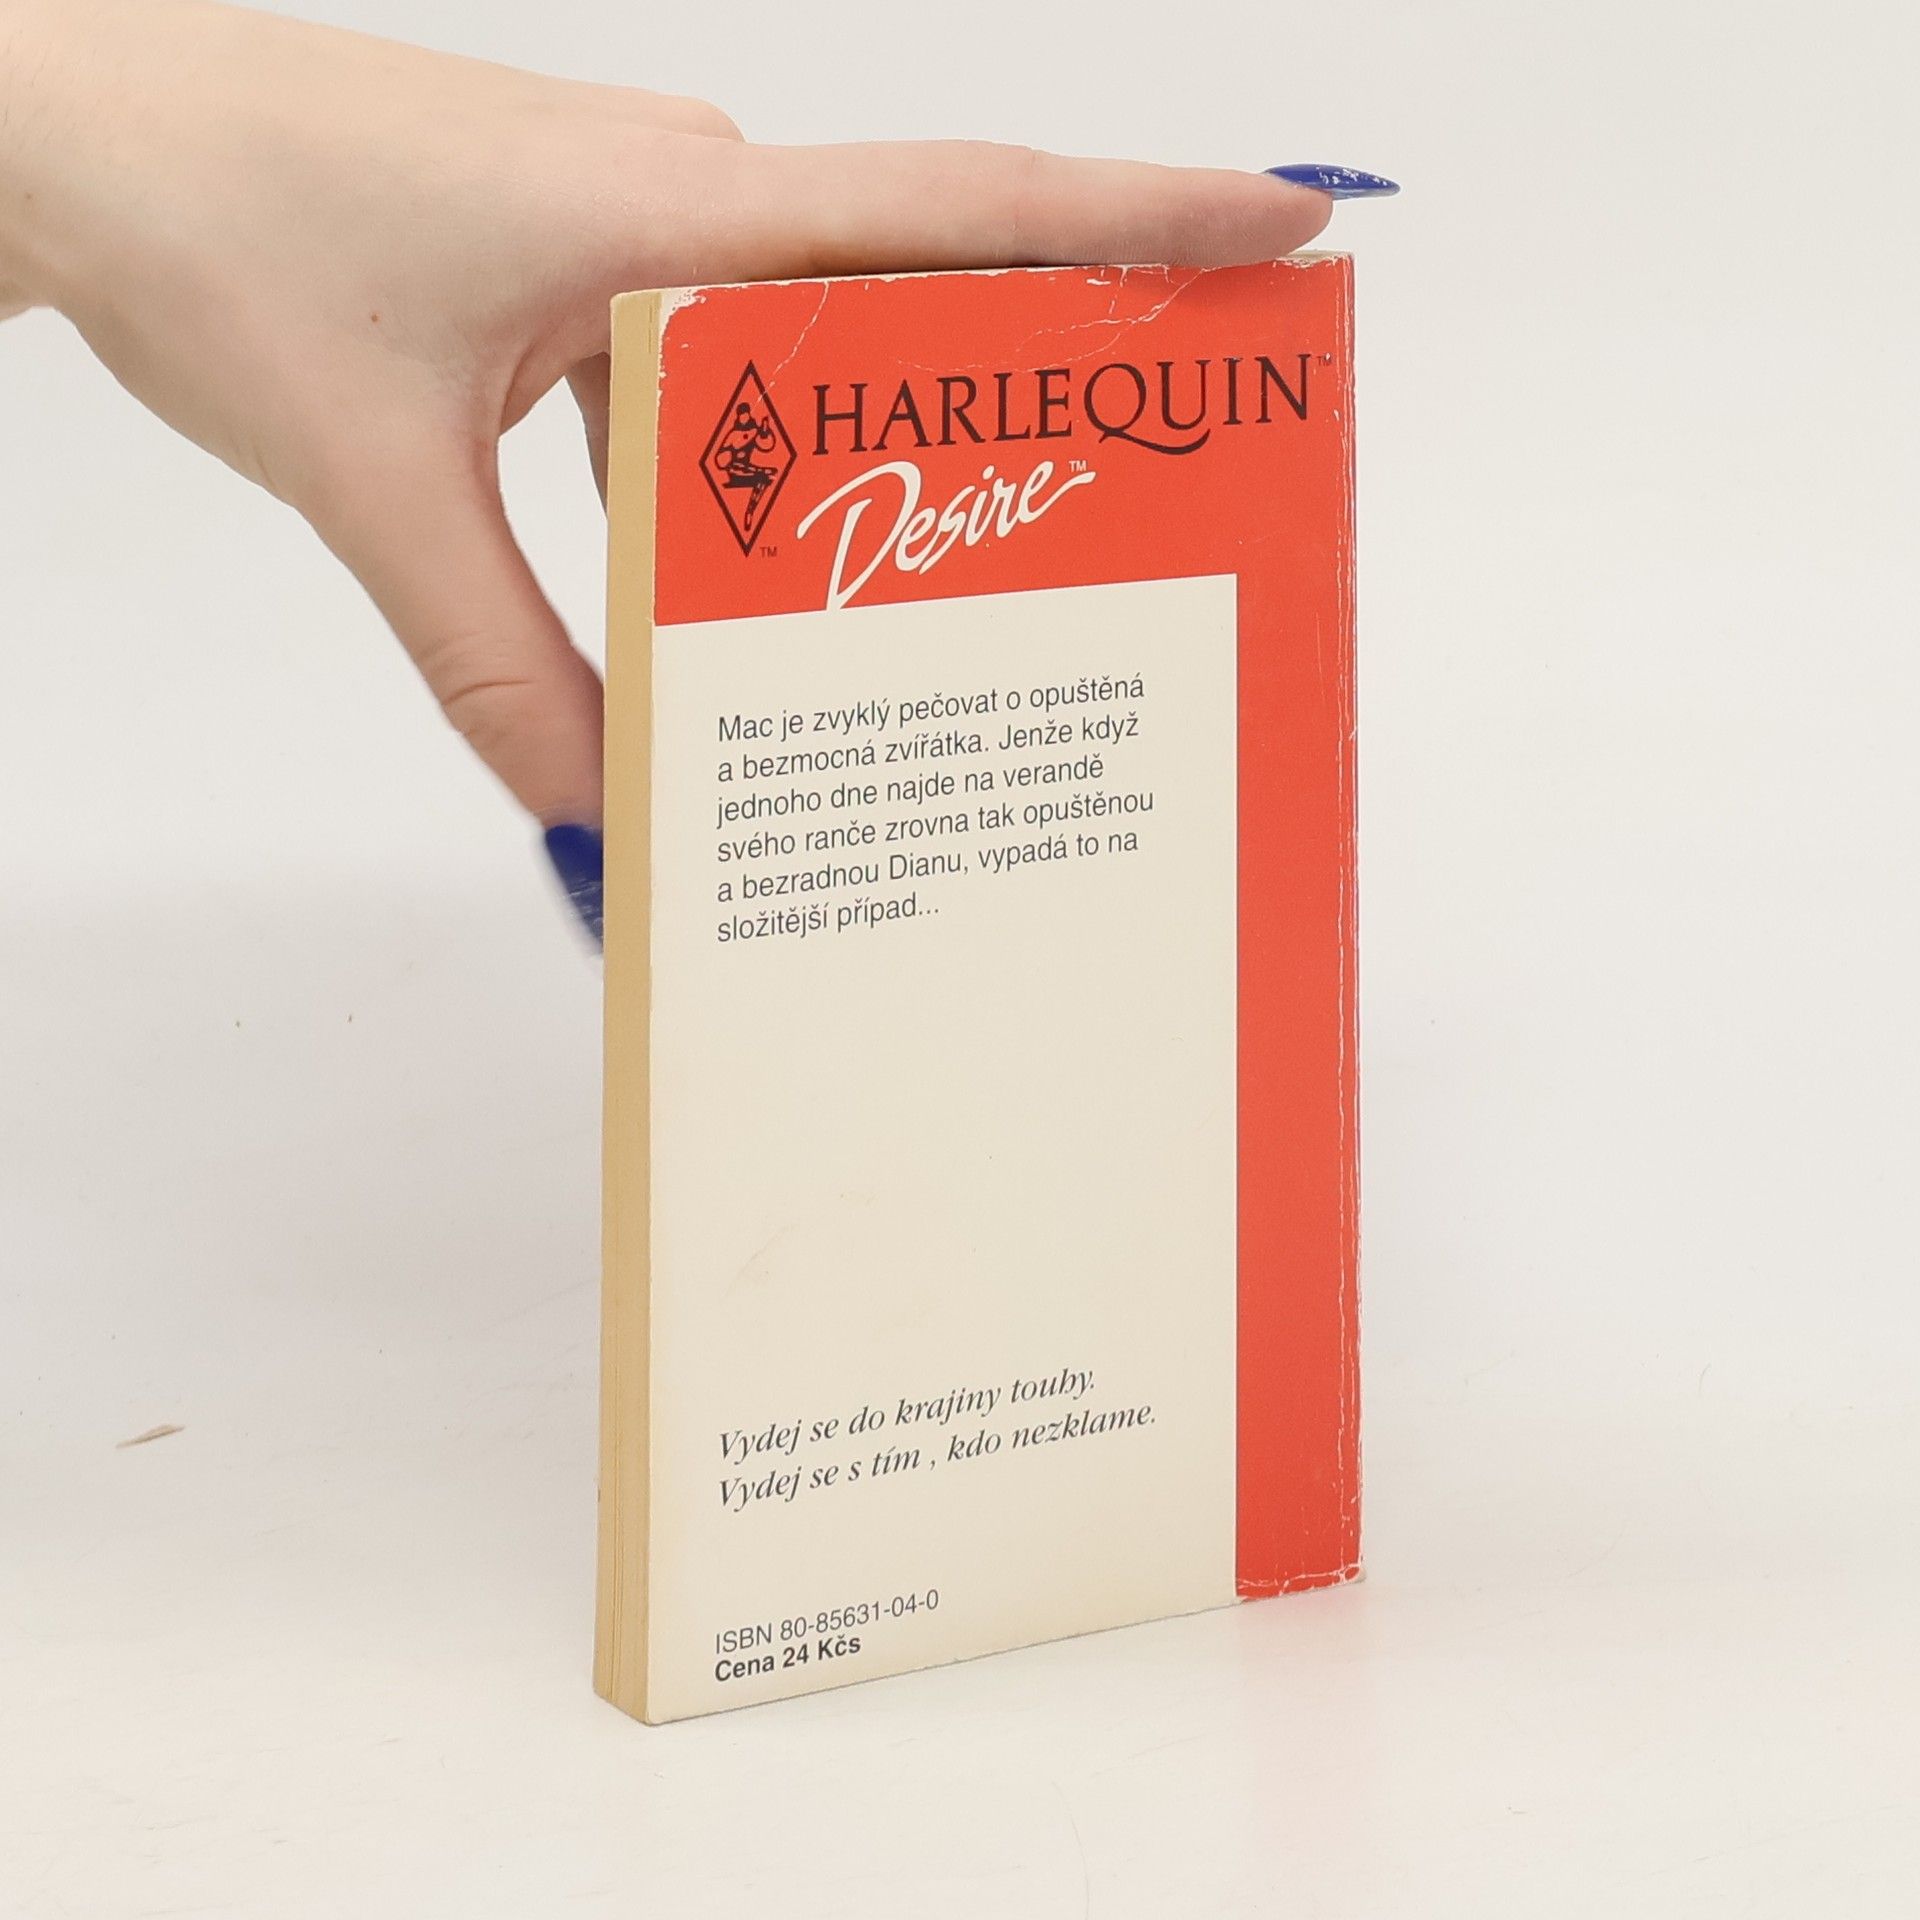 HARLEQUIN™
Desire™
TM
Mac je zvyklý pečovat o opuštěná
a bezmocná zvířátka. Jenže když
jednoho dne najde na verandě
svého ranče zrovna tak opuštěnou
a bezradnou Dianu, vypadá to na
složitější případ...
Vydej se do krajiny touhy.
Vydej se s tím , kdo nezklame.
ISBN 80-85631-04-0
Cena 24 Kčs